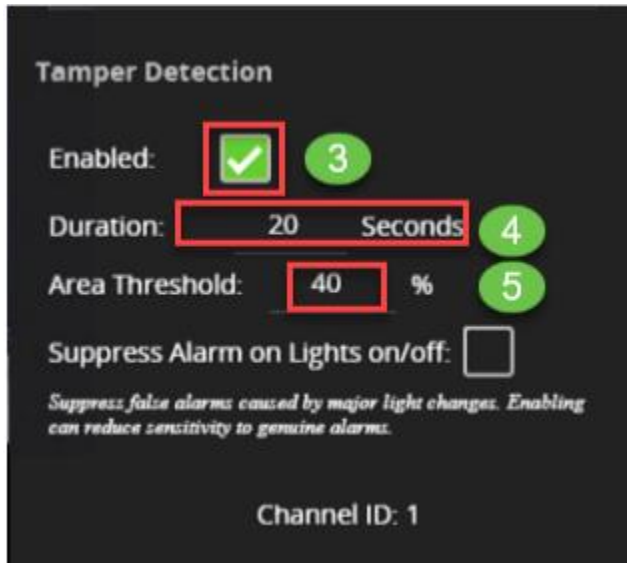 Tamper Detection
Enabled: 3
Duration: 20 Seconds 4
Area Threshold: 40 % 5
Suppress Alarm on Lights on/off:
Suppress false alarms caused by major light changes. Enabling
can reduce sensitivity to genuine alarms.
Channel ID: 1